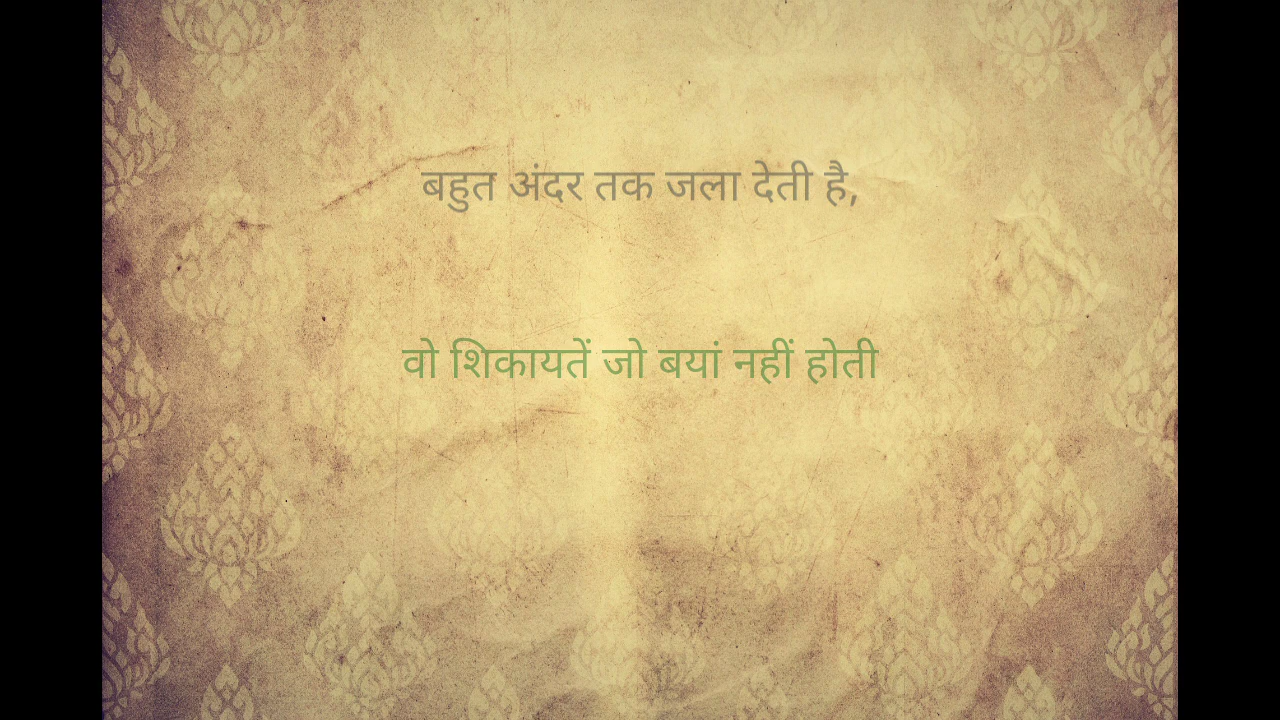 बहुत अंदर तक जला देती है,
वो शिकायतें जो बयां नहीं होती